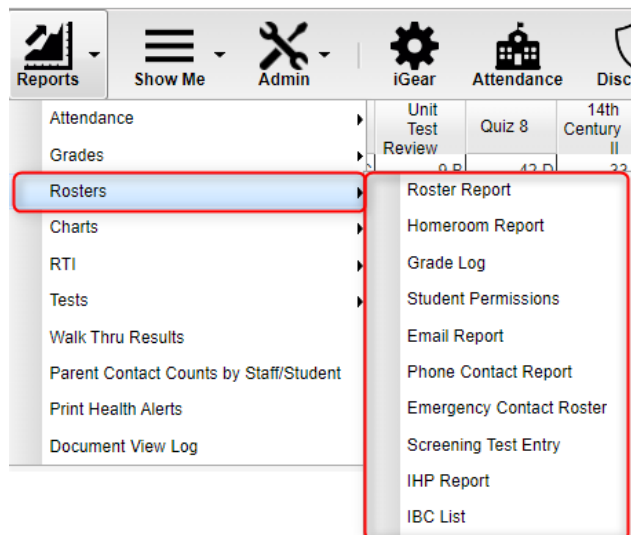 Reports
Show Me
Admin
iGear
Attendance
Disc
Attendance
Grades
Rosters
Charts
RTI
Tests
Walk Thru Results
Parent Contact Counts by Staff/Student
Print Health Alerts
Document View Log
Unit
Test
Review
Quiz 8
14th
Century
II
9 B
42 D
33
Roster Report
Homeroom Report
Grade Log
Student Permissions
Email Report
Phone Contact Report
Emergency Contact Roster
Screening Test Entry
IHP Report
IBC List